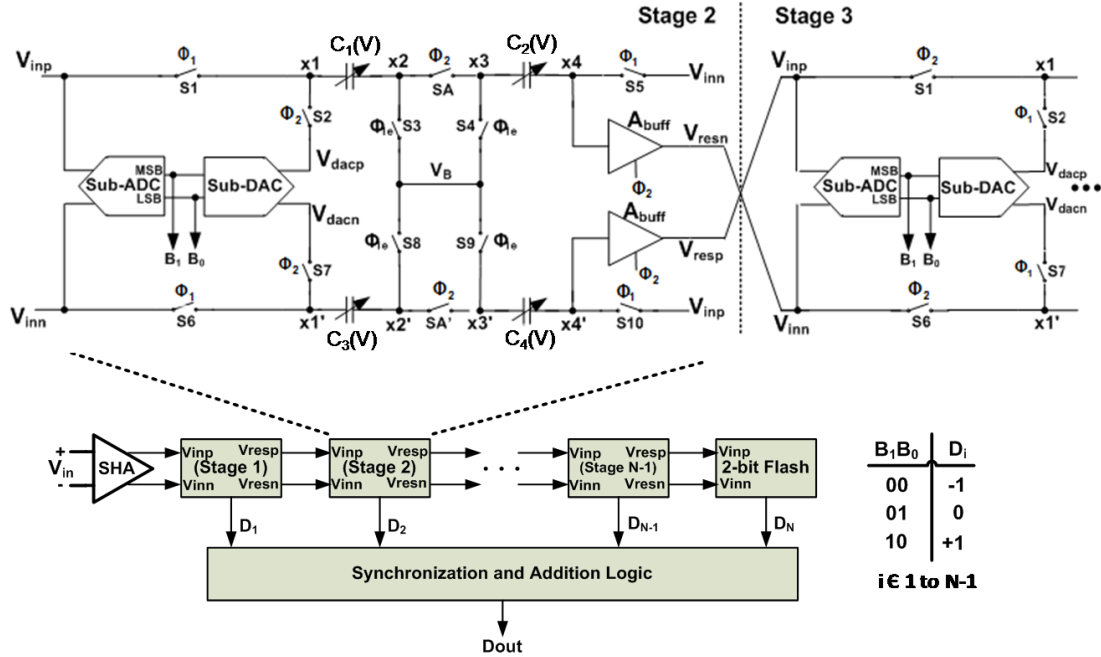 Stage 2
Stage 3
C₁(V)
C₂(V)
Vinp
Φ₁
S1
x1
x2
Φ₂
SA
x3
x4
Φ₁
S5
Vinn
Vinp
Φ₂
S1
x1
Φ₂
S2
Φ1e
S3
S4
Φ1e
Abuff
Φ₂
Vresn
Φ₁
S2
Sub-ADC
MSB
LSB
Sub-DAC
Vdacp
Vdacn
VB
B₁
B₀
Sub-ADC
MSB
LSB
Sub-DAC
Vdacp
Vdacn
B₁
B₀
•••
Φ₂
S7
Φ1e
S8
S9
Φ1e
Abuff
Φ₂
Vresp
Φ₁
S7
Vinn
Φ₁
S6
x1'
x2'
Φ₂
SA'
x3'
x4'
Φ₁
S10
Vinp
Vinn
Φ₂
S6
x1'
C₃(V)
C₄(V)
+
Vin
-
SHA
Vinp
Vresp
(Stage 1)
Vinn
Vresn
Vinp
Vresp
(Stage 2)
Vinn
Vresn
• • •
Vinp
Vresp
(Stage N-1)
Vinn
Vresn
Vinp
2-bit Flash
Vinn
D₁
D₂
DN-1
DN
Synchronization and Addition Logic
Dout
B₁B₀ Di
00 -1
01 0
10 +1
i € 1 to N-1